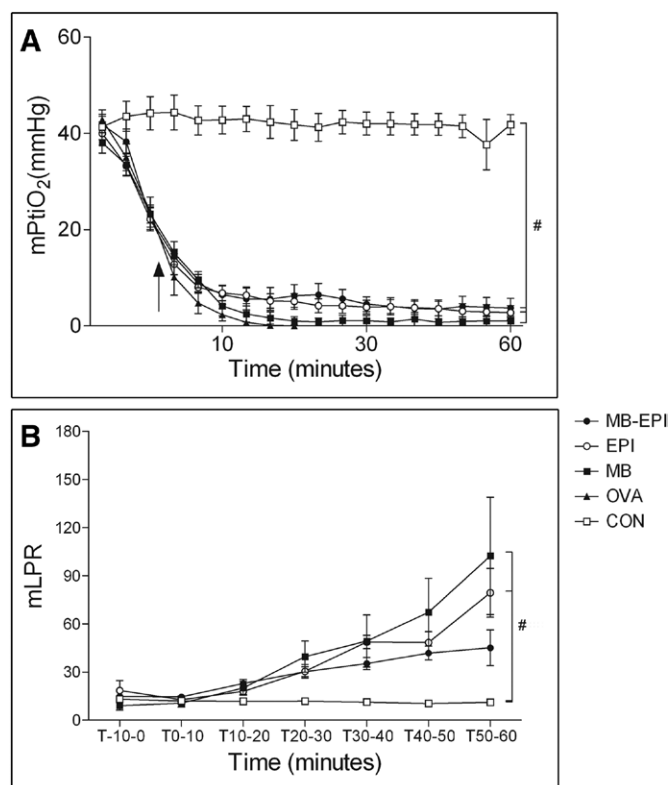 A
60
40
20
0
mPtiO2(mmHg)
#
10
30
60
Time (minutes)
B
180
150
120
90
60
30
0
mLPR
#
T-10-0 T0-10 T10-20 T20-30 T30-40 T40-50 T50-60
Time (minutes)
MB-EPI
EPI
MB
OVA
CON